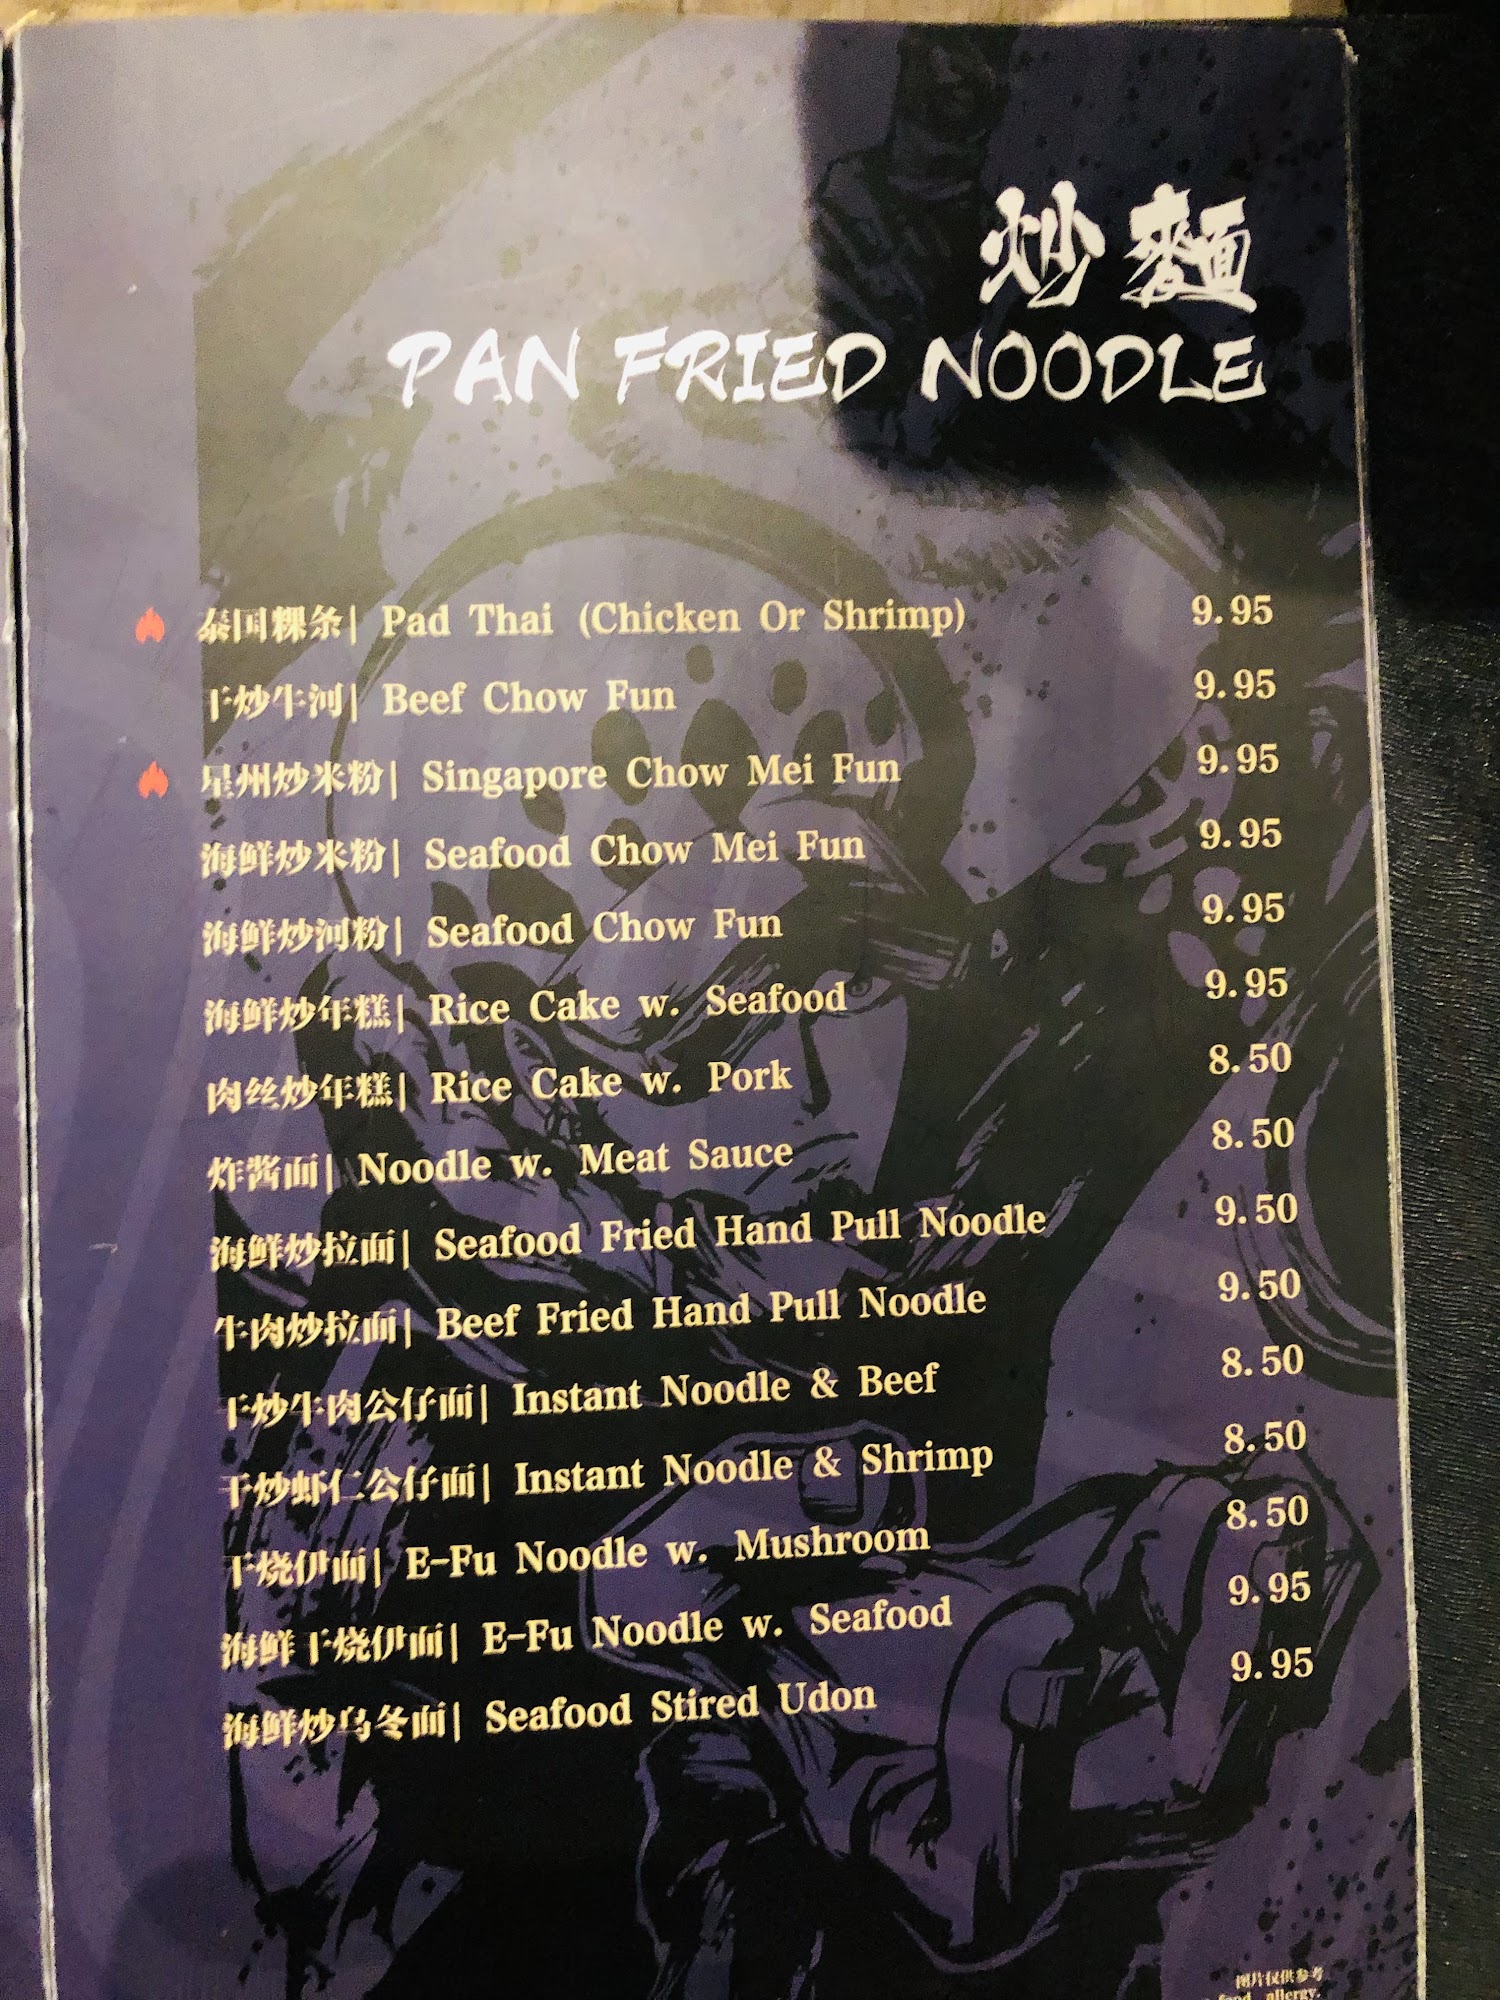 炒麵
PAN FRIED NOODLE
泰国粿条| Pad Thai (Chicken Or Shrimp) 9.95
干炒牛河| Beef Chow Fun 9.95
星州炒米粉| Singapore Chow Mei Fun 9.95
海鲜炒米粉| Seafood Chow Mei Fun 9.95
海鲜炒河粉| Seafood Chow Fun 9.95
海鲜炒年糕| Rice Cake w. Seafood 9.95
肉丝炒年糕| Rice Cake w. Pork 8.50
炸酱面| Noodle w. Meat Sauce 8.50
海鲜炒拉面| Seafood Fried Hand Pull Noodle 9.50
牛肉炒拉面| Beef Fried Hand Pull Noodle 9.50
干炒牛肉公仔面| Instant Noodle & Beef 8.50
干炒虾仁公仔面| Instant Noodle & Shrimp 8.50
干烧伊面| E-Fu Noodle w. Mushroom 8.50
海鲜干烧伊面| E-Fu Noodle w. Seafood 9.95
海鲜炒乌冬面| Seafood Stired Udon 9.95
图片仅供参考
food allergy.